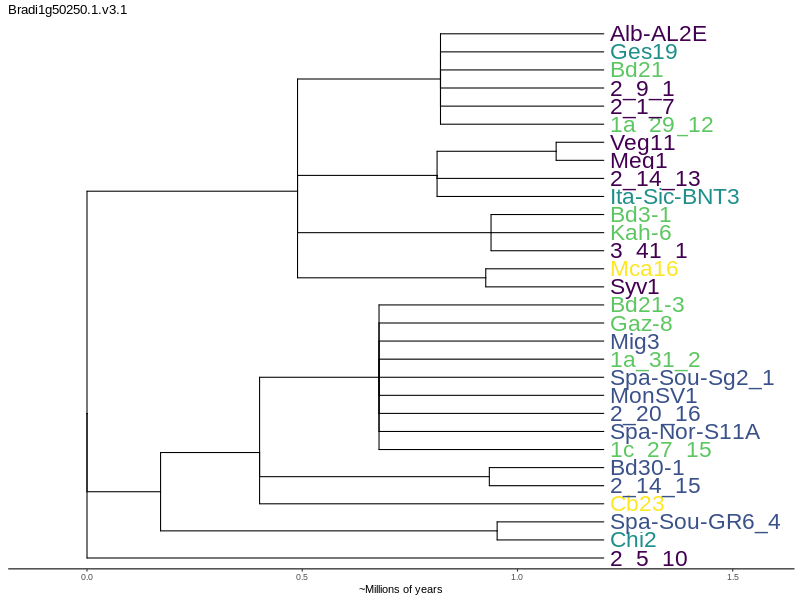 Bradi1g50250.1.v3.1
Alb-AL2E
Ges19
Bd21
2_9_1
2_1_7
1a_29_12
Veg11
Meg1
2_14_13
Ita-Sic-BNT3
Bd3-1
Kah-6
3_41_1
Mca16
Syv1
Bd21-3
Gaz-8
Mig3
1a_31_2
Spa-Sou-Sg2_1
MonSV1
2_20_16
Spa-Nor-S11A
1c_27_15
Bd30-1
2_14_15
Cb23
Spa-Sou-GR6_4
Chi2
2_5_10
0.0 0.5 1.0 1.5
~Millions of years